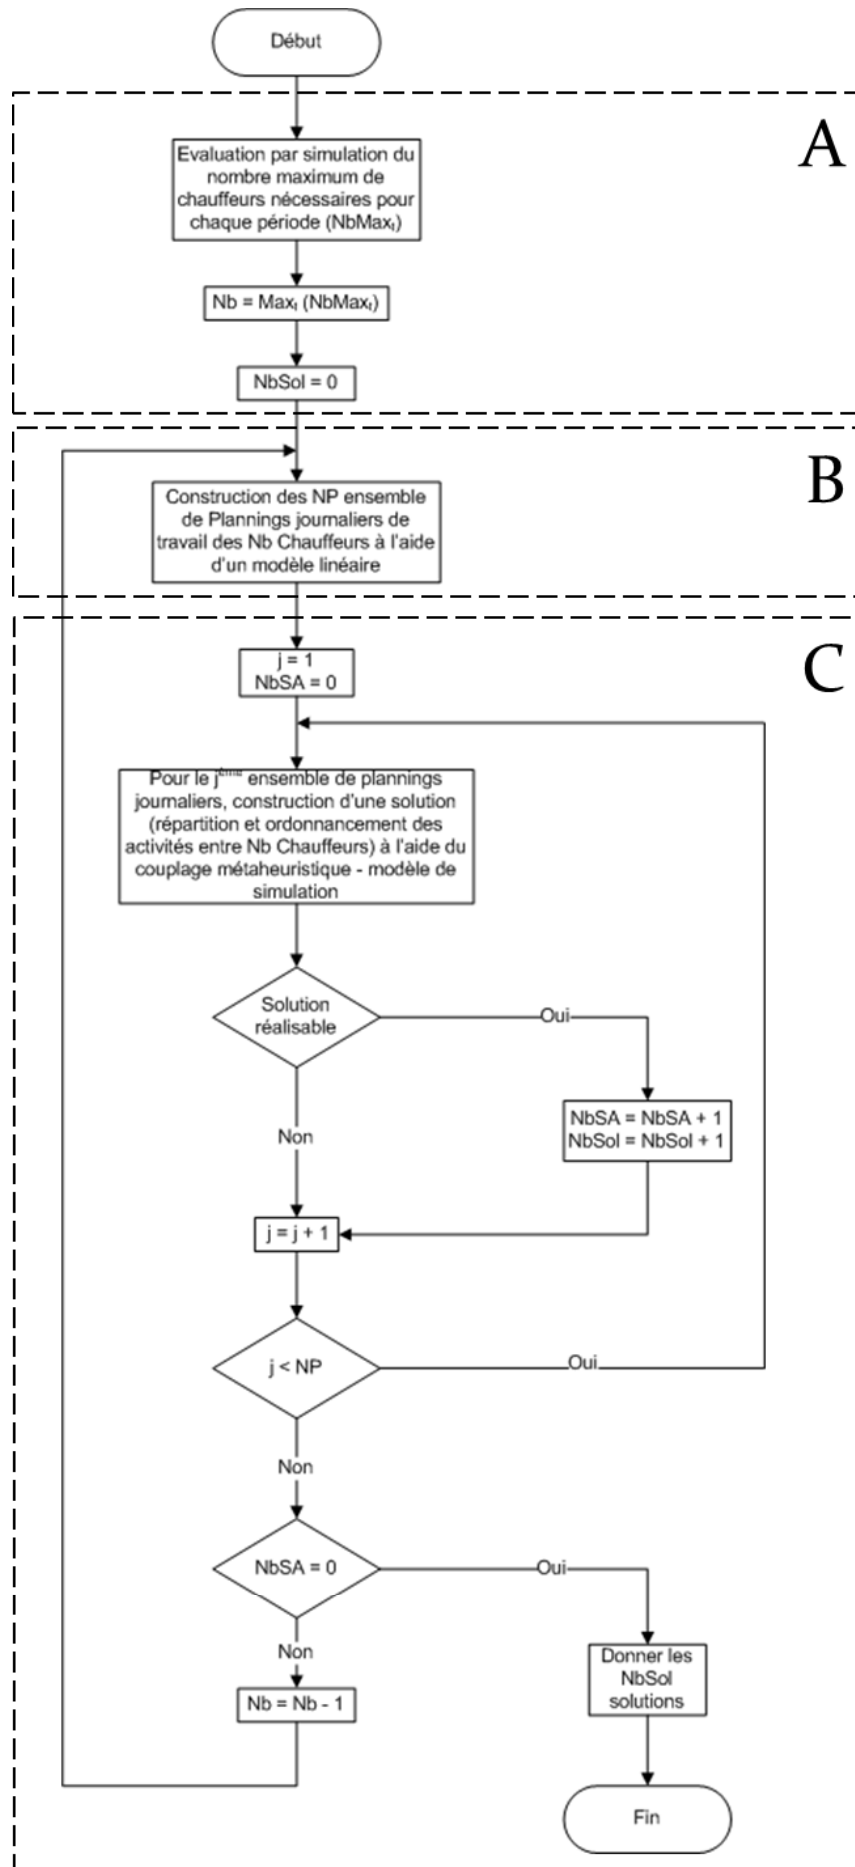 Début
A
Evaluation par simulation du
nombre maximum de
chauffeurs nécessaires pour
chaque période (NbMaxₜ)
Nb = Maxₜ (NbMaxₜ)
NbSol = 0
B
Construction des NP ensemble
de Plannings journaliers de
travail des Nb Chauffeurs à l'aide
d'un modèle linéaire
C
j = 1
NbSA = 0
Pour le jème ensemble de plannings
journaliers, construction d'une solution
(répartition et ordonnancement des
activités entre Nb Chauffeurs) à l'aide du
couplage métaheuristique - modèle de
simulation
Solution
réalisable
Oui
NbSA = NbSA + 1
NbSol = NbSol + 1
Non
j = j + 1
j < NP
Oui
Non
NbSA = 0
Oui
Non
Donner les
NbSol
solutions
Nb = Nb - 1
Fin